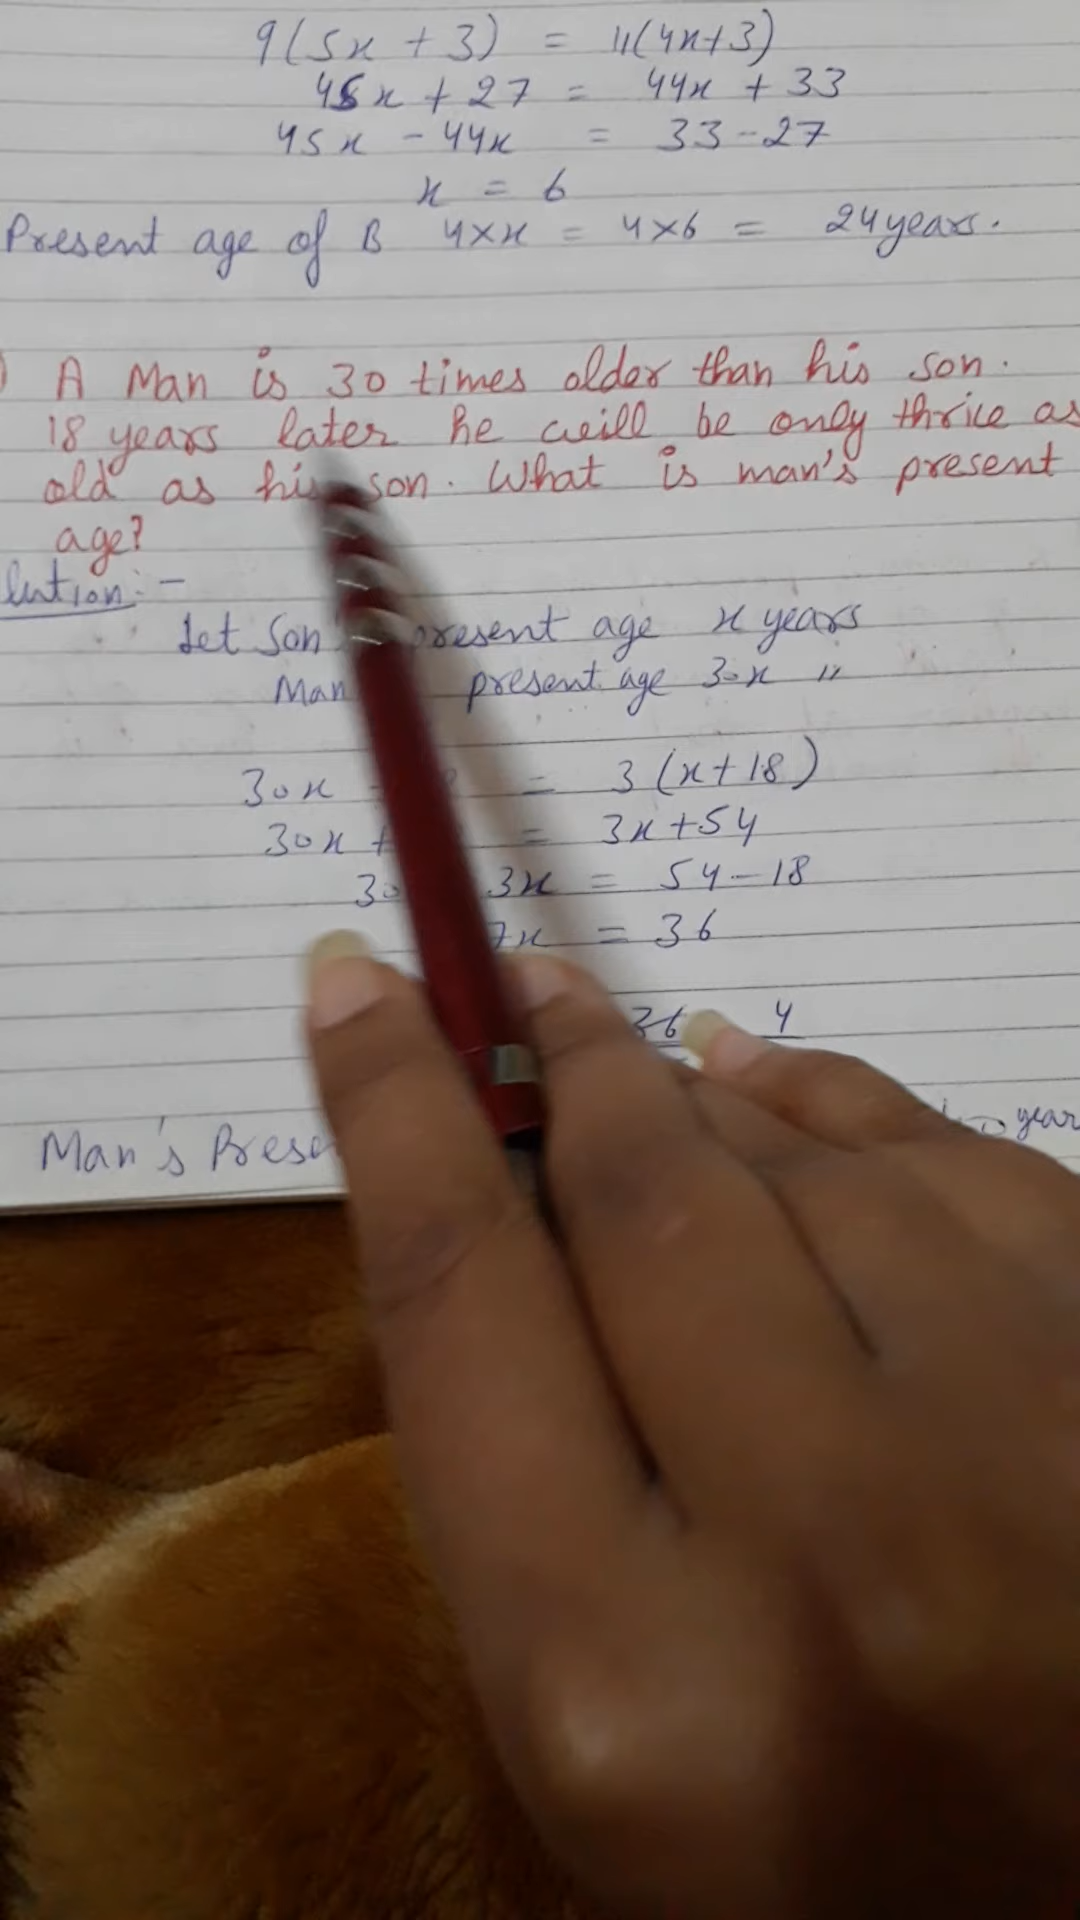 9(5x + 3) = 11(4x+3)
45x + 27 = 44x + 33
45x - 44x = 33-27
x = 6
Present age of B 4×x = 4×6 = 24 years.
) A Man is 30 times older than his son.
18 years later he will be only thrice as
old as his son. What is man's present
age?
lution:-
Let Son present age x years
Man present age 30x "
30x = 3(x+18)
30x + = 3x+54
30 3x = 54-18
7x = 36
36 4
Man's Prese year